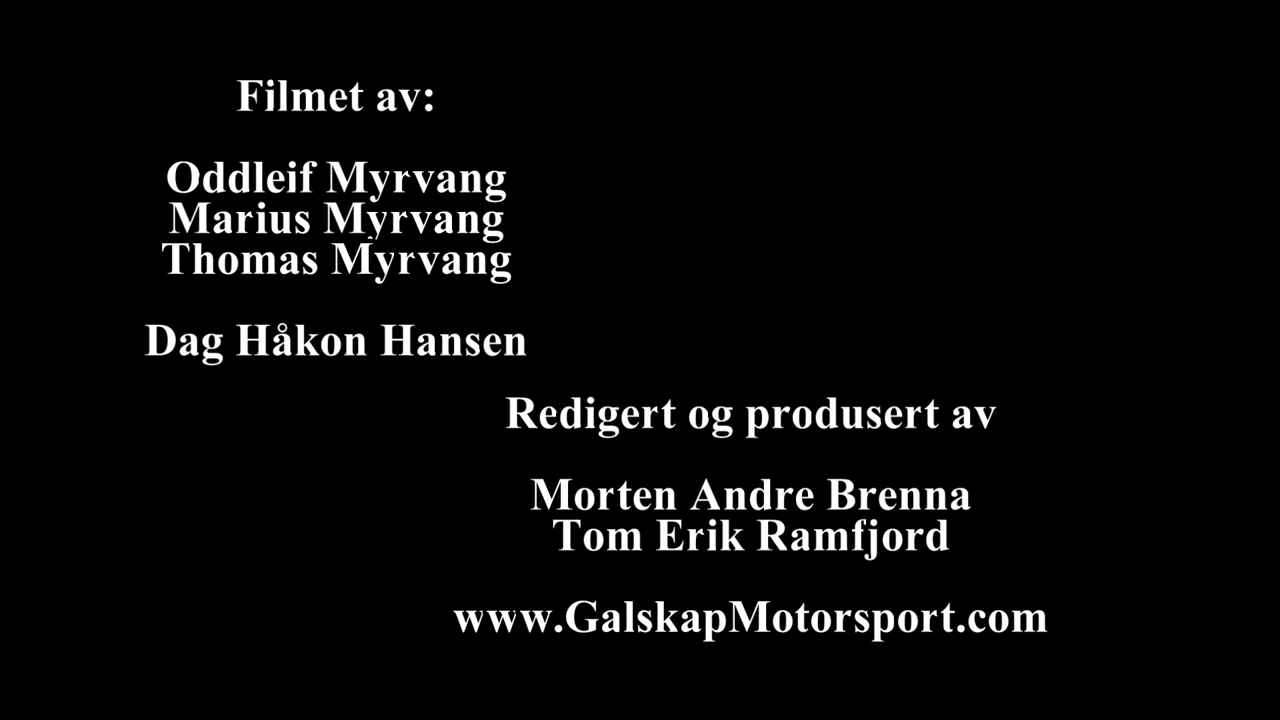 Filmet av:
Oddleif Myrvang
Marius Myrvang
Thomas Myrvang
Dag Håkon Hansen
Redigert og produsert av
Morten Andre Brenna
Tom Erik Ramfjord
www.GalskapMotorsport.com